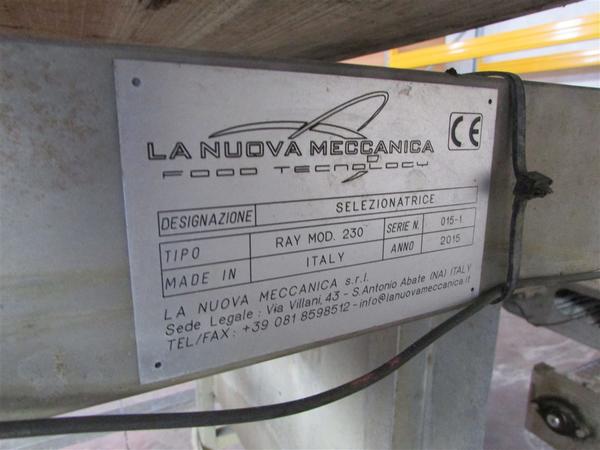 LA NUOVA MECCANICA
FOOD TECNOLOGY
CE
DESIGNAZIONE SELEZIONATRICE
TIPO RAY MOD. 230 SERIE N. 015-1
MADE IN ITALY ANNO 2015
LA NUOVA MECCANICA s.r.l.
Sede Legale : Via Villani, 43 - S.Antonio Abate (NA) ITALY
TEL/FAX : +39 081 8598512 - info@lanuovameccanica.it